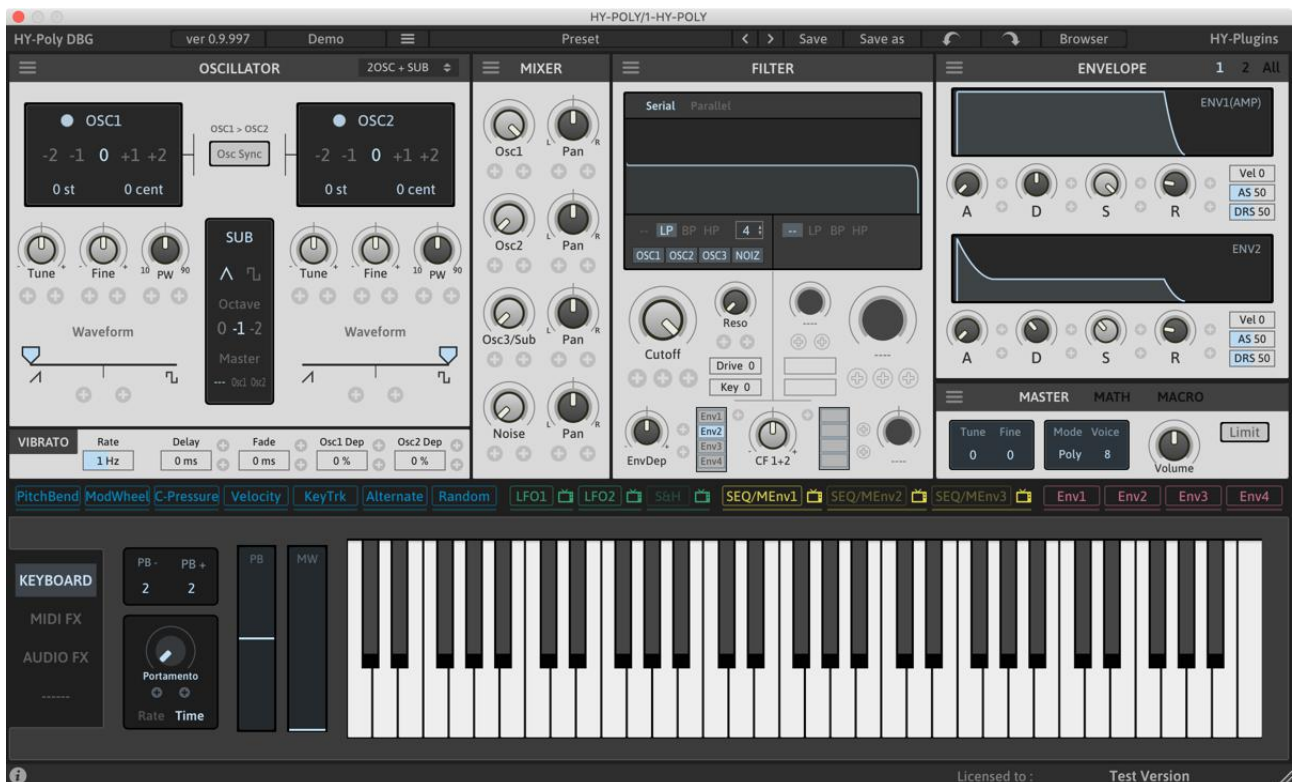 HY-POLY/1-HY-POLY
HY-Poly DBG ver 0.9.997 Demo Preset < > Save Save as Browser HY-Plugins
OSCILLATOR 2OSC + SUB
OSC1
-2 -1 0 +1 +2
0 st 0 cent
OSC1 > OSC2
Osc Sync
OSC2
-2 -1 0 +1 +2
0 st 0 cent
- Tune + - Fine + 10 PW 90
SUB
Octave
0 -1 -2
Master
--- Osc1 Osc2
- Tune + - Fine + 10 PW 90
Waveform
Waveform
VIBRATO
Rate Delay Fade Osc1 Dep Osc2 Dep
1 Hz 0 ms 0 ms 0 % 0 %
MIXER
Osc1 L Pan R
Osc2 L Pan R
Osc3/Sub L Pan R
Noise L Pan R
FILTER
Serial Parallel
-- LP BP HP 4 -- LP BP HP
OSC1 OSC2 OSC3 NOIZ
Cutoff
Reso
Drive 0
Key 0
----
----
- EnvDep +
Env1
Env2
Env3
Env4
CF 1+2
----
ENVELOPE 1 2 All
ENV1(AMP)
A D S R
Vel 0
AS 50
DRS 50
ENV2
A D S R
Vel 0
AS 50
DRS 50
MASTER MATH MACRO
Tune Fine
0 0
Mode Voice
Poly 8
Volume
Limit
PitchBend ModWheel C-Pressure Velocity KeyTrk Alternate Random LFO1 LFO2 S&H SEQ/MEnv1 SEQ/MEnv2 SEQ/MEnv3 Env1 Env2 Env3 Env4
KEYBOARD
MIDI FX
AUDIO FX
------
PB - PB +
2 2
Portamento
Rate Time
PB MW
Licensed to : Test Version